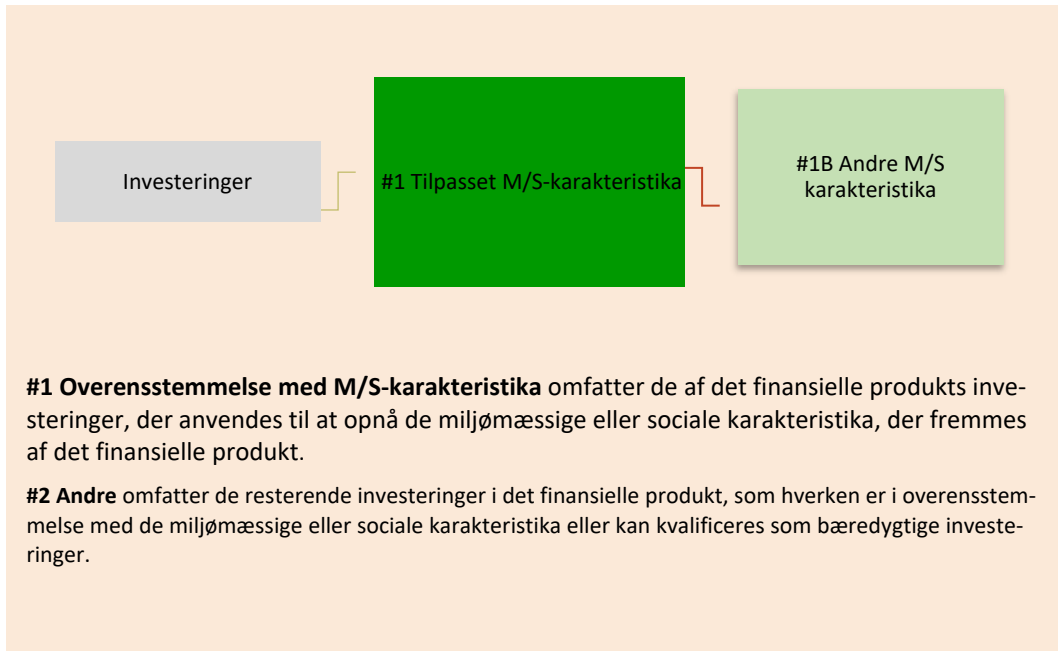 Investeringer
#1 Tilpasset M/S-karakteristika
#1B Andre M/S
karakteristika
#1 Overensstemmelse med M/S-karakteristika omfatter de af det finansielle produkts inve-
steringer, der anvendes til at opnå de miljømæssige eller sociale karakteristika, der fremmes
af det finansielle produkt.
#2 Andre omfatter de resterende investeringer i det finansielle produkt, som hverken er i overensstem-
melse med de miljømæssige eller sociale karakteristika eller kan kvalificeres som bæredygtige investe-
ringer.